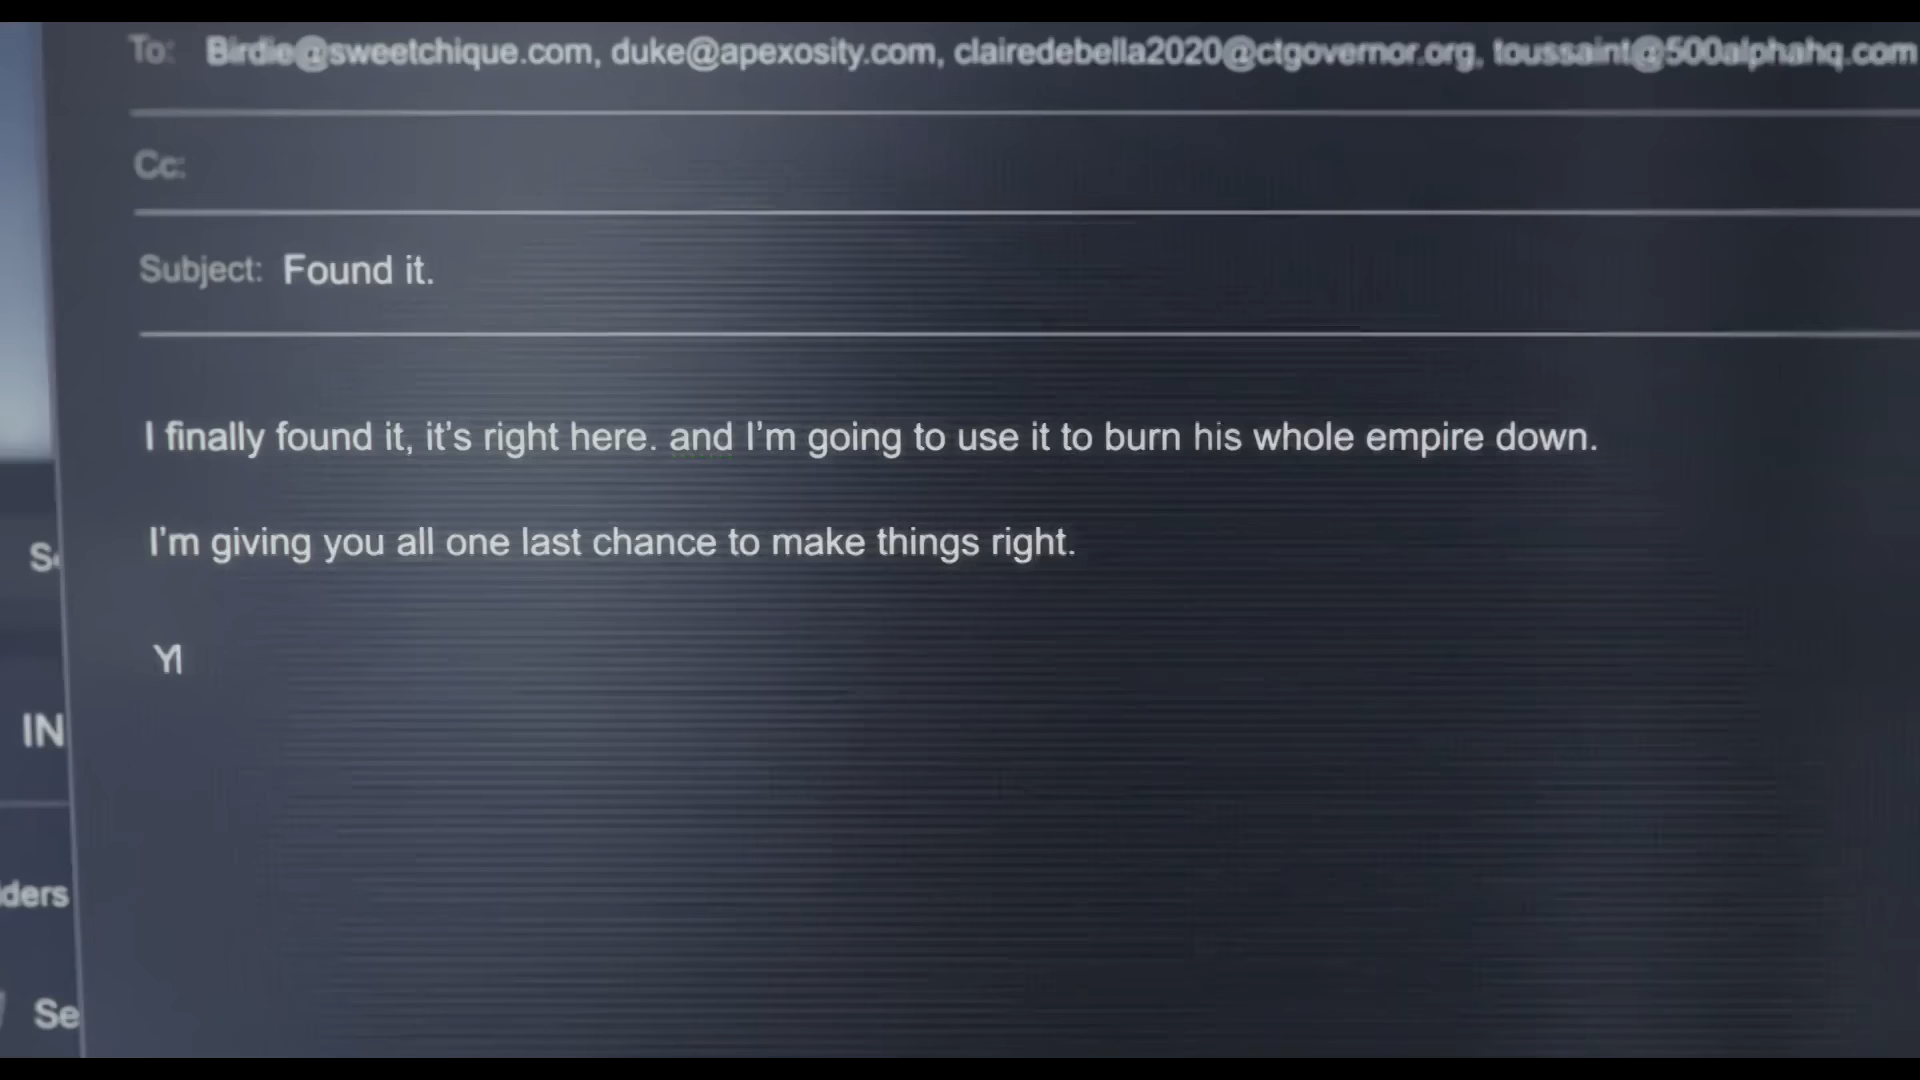 To: Birdie@sweetchique.com, duke@apexosity.com, clairedebella2020@ctgovernor.org, toussaint@500alphahq.com
Cc:
Subject: Found it.
I finally found it, it's right here. and I'm going to use it to burn his whole empire down.
I'm giving you all one last chance to make things right.
Y
IN
ders
Se